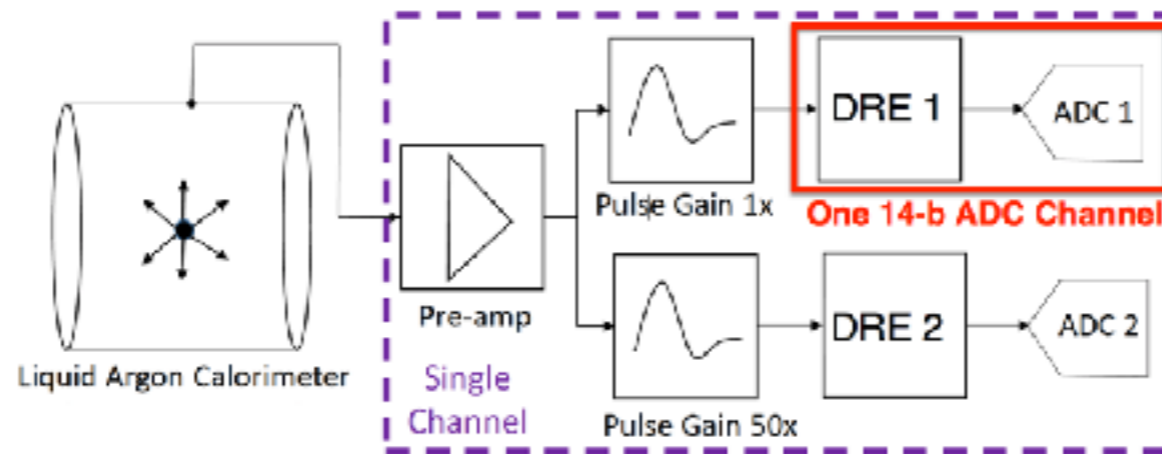 DRE 1
ADC 1
Pulse Gain 1x
One 14-b ADC Channel
Pre-amp
DRE 2
ADC 2
Liquid Argon Calorimeter
Single
Channel
Pulse Gain 50x